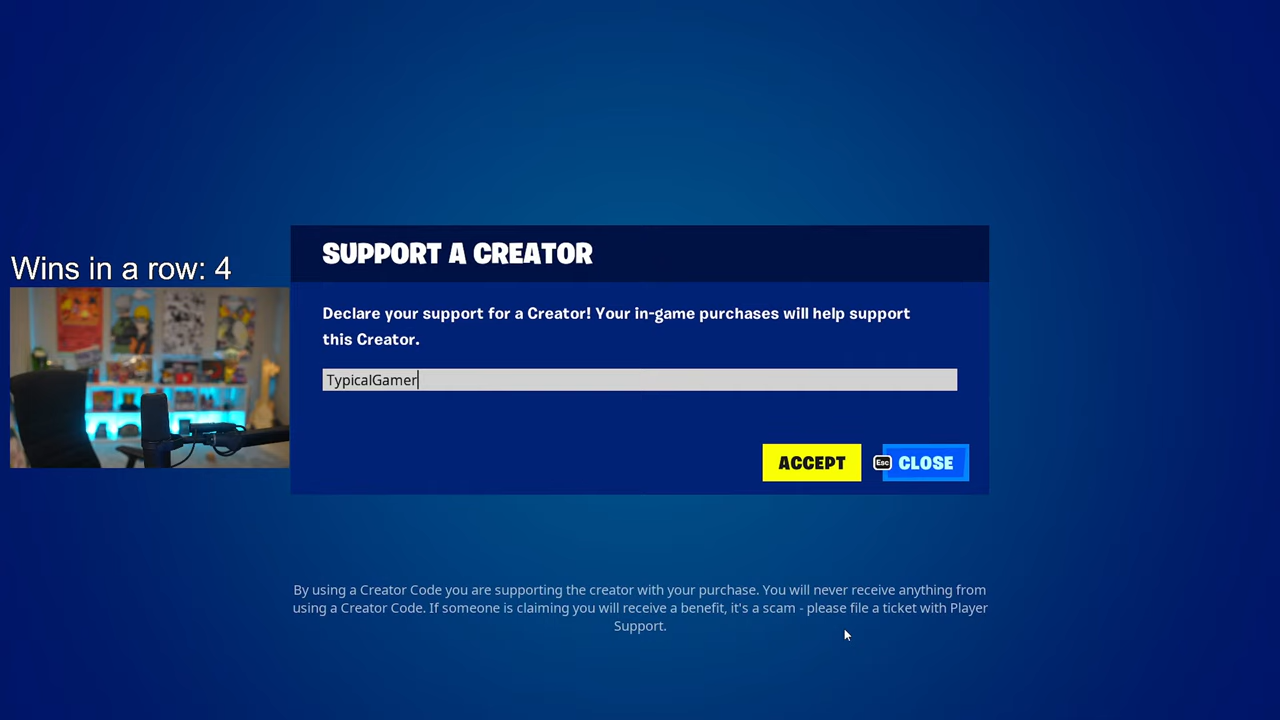 SUPPORT A CREATOR
Wins in a row: 4
Declare your support for a Creator! Your in-game purchases will help support
this Creator.
TypicalGamer
ACCEPT
Esc CLOSE
By using a Creator Code you are supporting the creator with your purchase. You will never receive anything from
using a Creator Code. If someone is claiming you will receive a benefit, it's a scam - please file a ticket with Player
Support.